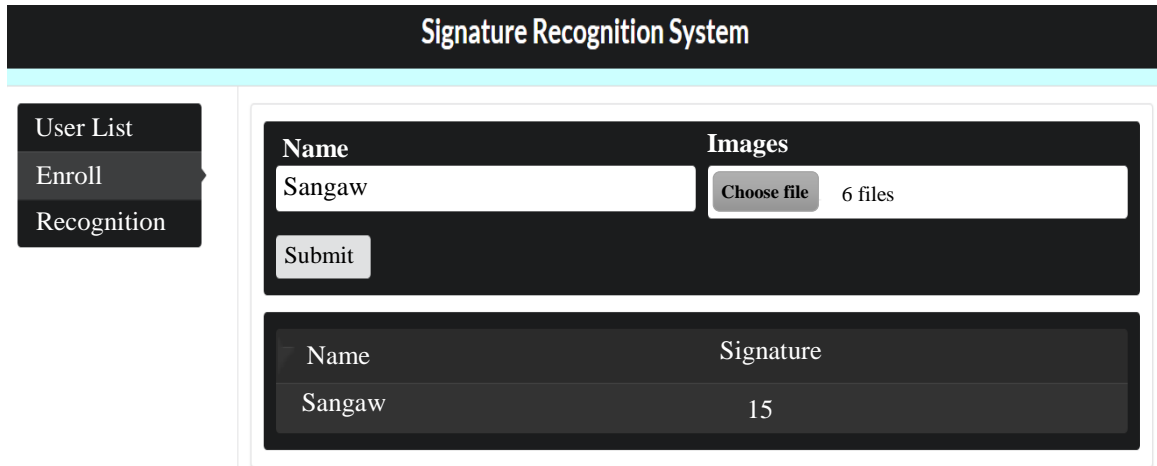 Signature Recognition System
User List
Enroll
Recognition
Name Images
Sangaw Choose file 6 files
Submit
Name Signature
Sangaw 15